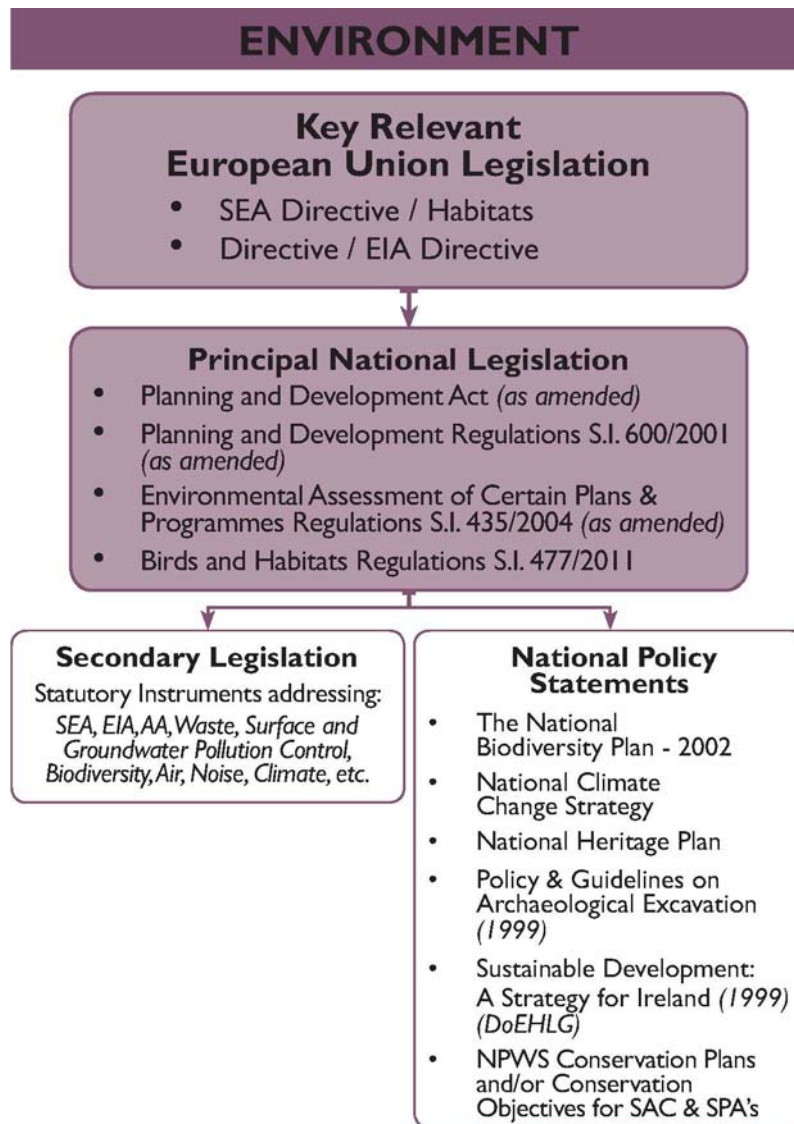 ENVIRONMENT
Key Relevant
European Union Legislation
• SEA Directive / Habitats
• Directive / EIA Directive
Principal National Legislation
• Planning and Development Act (as amended)
• Planning and Development Regulations S.I. 600/2001
(as amended)
• Environmental Assessment of Certain Plans &
Programmes Regulations S.I. 435/2004 (as amended)
• Birds and Habitats Regulations S.I. 477/2011
Secondary Legislation
Statutory Instruments addressing:
SEA, EIA, AA, Waste, Surface and
Groundwater Pollution Control,
Biodiversity, Air, Noise, Climate, etc.
National Policy
Statements
• The National
Biodiversity Plan - 2002
• National Climate
Change Strategy
• National Heritage Plan
• Policy & Guidelines on
Archaeological Excavation
(1999)
• Sustainable Development:
A Strategy for Ireland (1999)
(DoEHLG)
• NPWS Conservation Plans
and/or Conservation
Objectives for SAC & SPA's